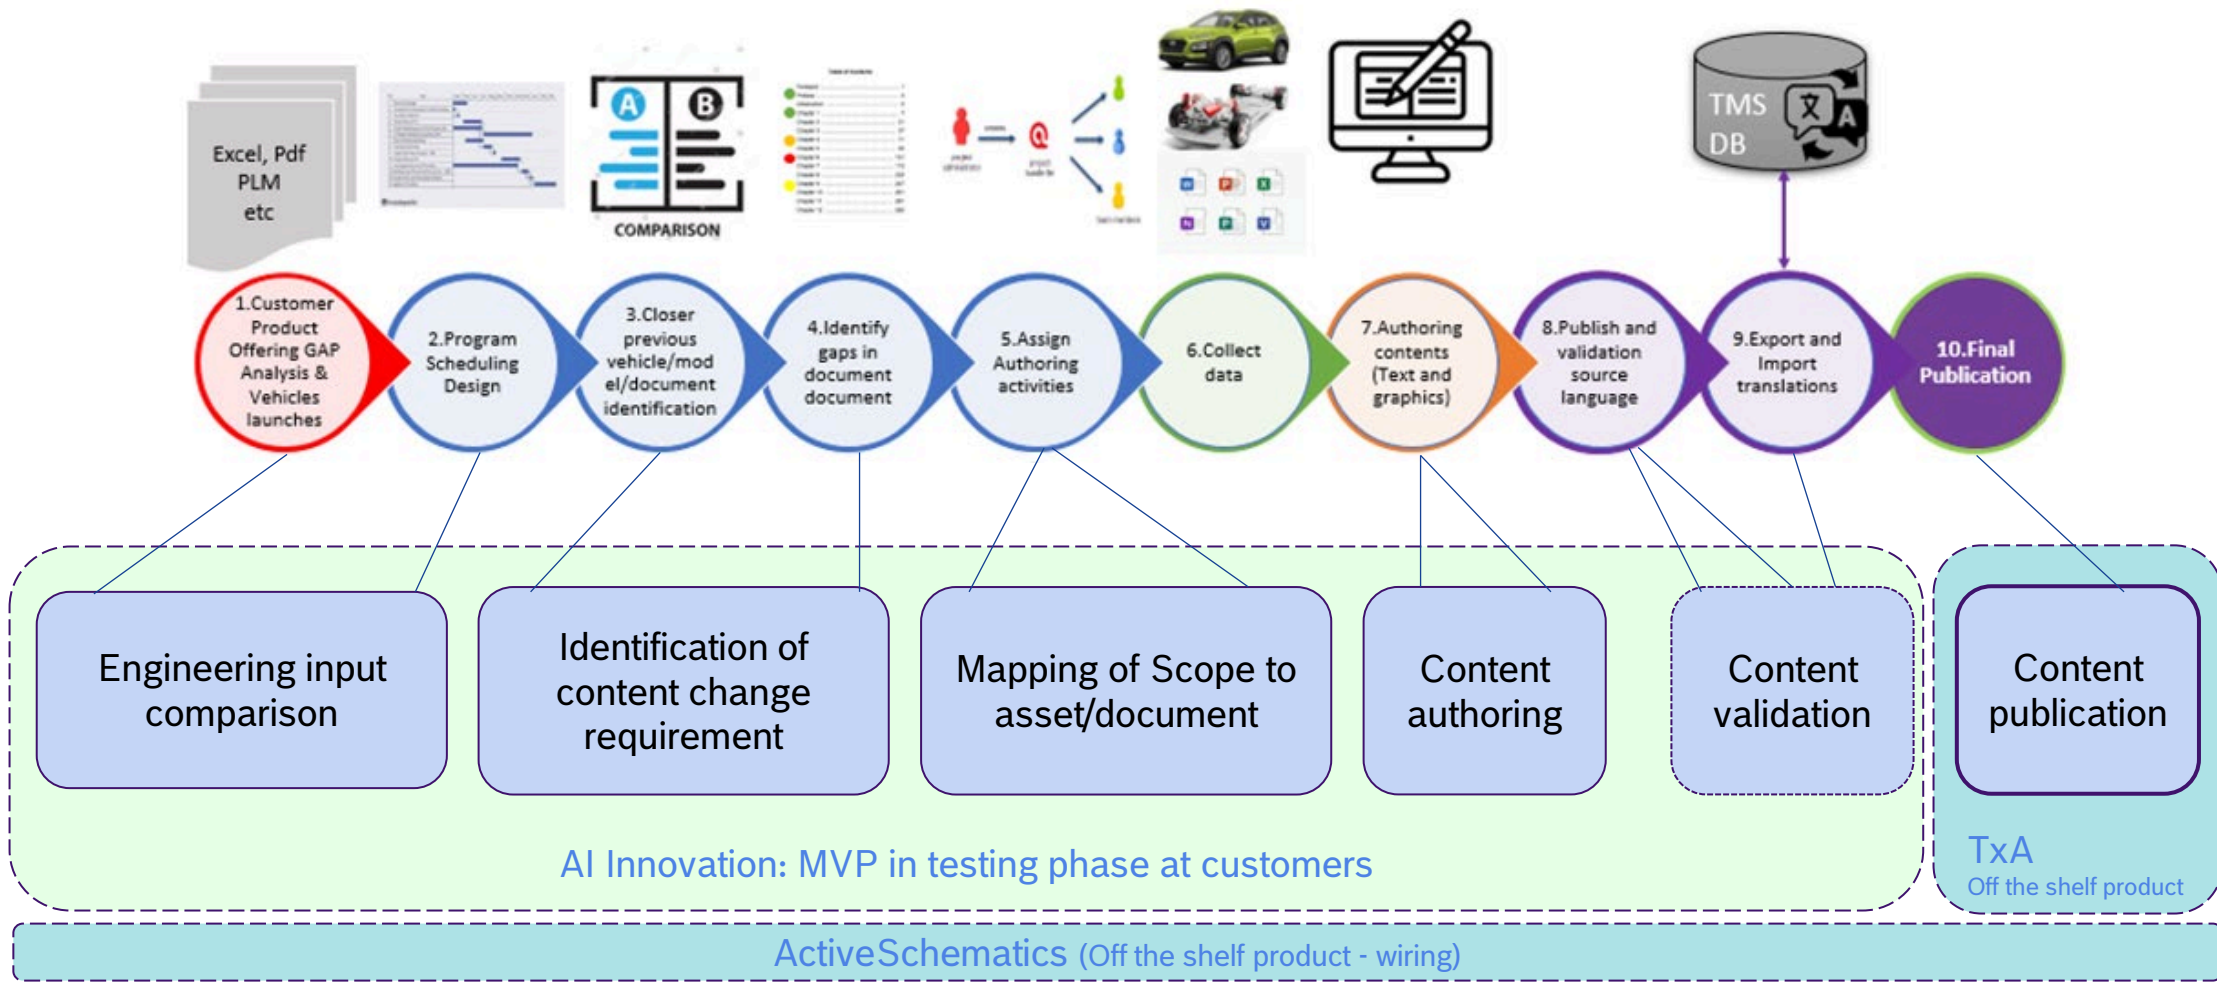 Excel, Pdf
PLM
etc
A
B
COMPARISON
Table of Contents
TMS
DB
文
A
1.Customer
Product
Offering GAP
Analysis &
Vehicles
launches
2.Program
Scheduling
Design
3.Closer
previous
vehicle/mod
el/document
identification
4.Identify
gaps in
document
document
5.Assign
Authoring
activities
6.Collect
data
7.Authoring
contents
(Text and
graphics)
8.Publish and
validation
source
language
9.Export and
Import
translations
10.Final
Publication
Engineering input
comparison
Identification of
content change
requirement
Mapping of Scope to
asset/document
Content
authoring
Content
validation
Content
publication
AI Innovation: MVP in testing phase at customers
TxA
Off the shelf product
ActiveSchematics (Off the shelf product - wiring)